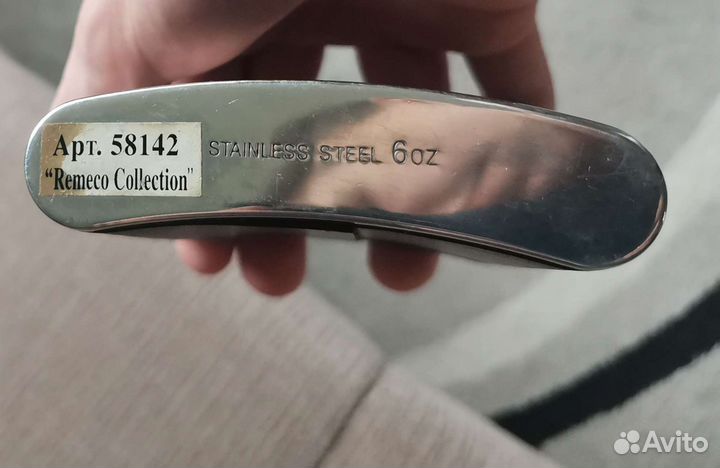 Арт. 58142
"Remeco Collection"
STAINLESS STEEL 6oz
Avito